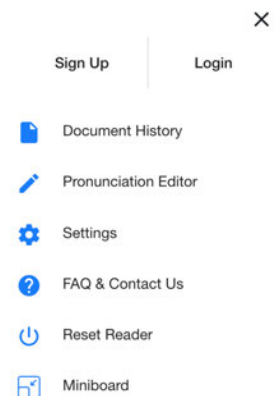 Sign Up
Login
Document History
Pronunciation Editor
Settings
FAQ & Contact Us
Reset Reader
Miniboard